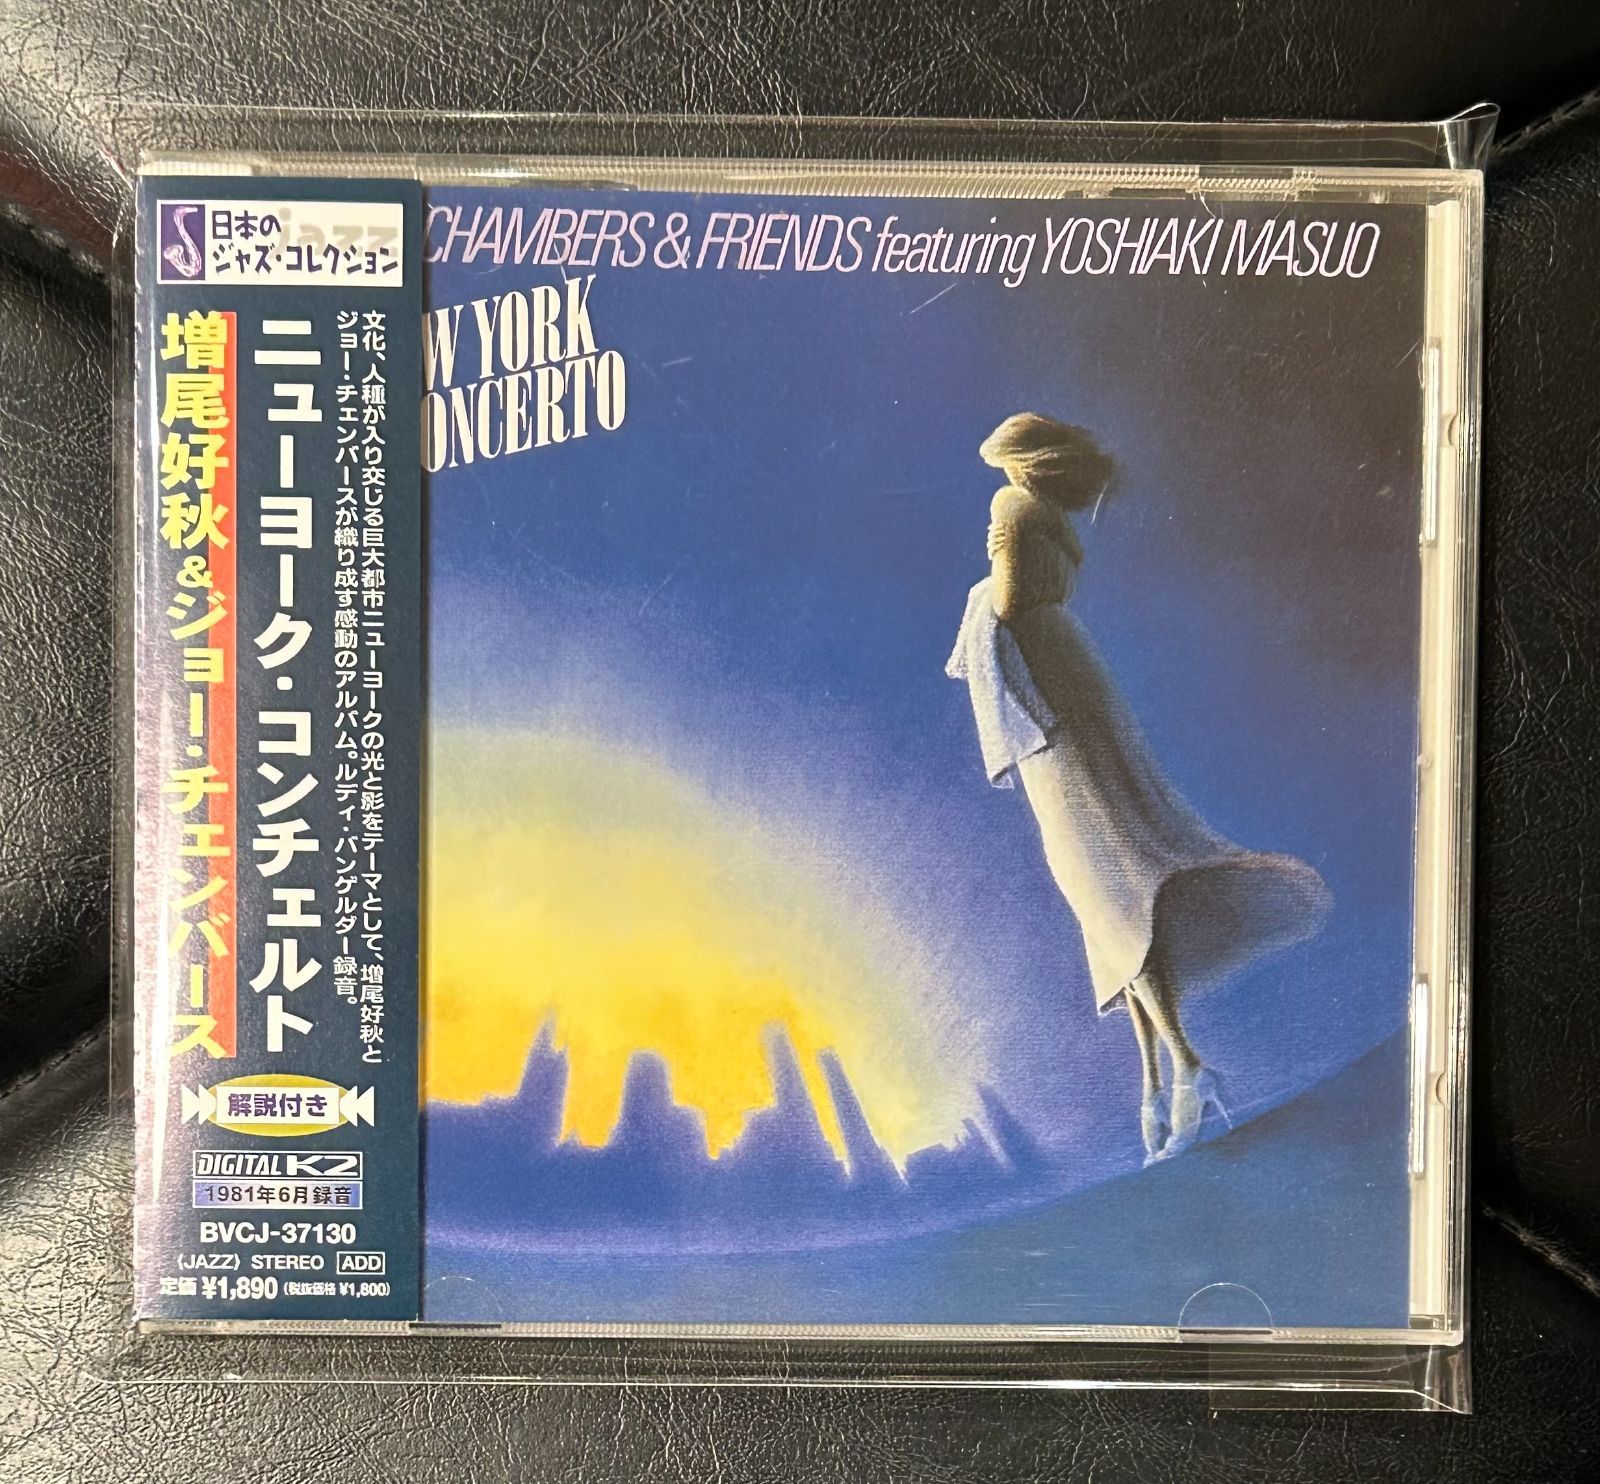 日本の
jazz
ジャズ・コレクション
文化、人種が入り交じる巨大都市ニューヨークの光と影をテーマとして、増尾好秋と
ジョー・チェンバースが織り成す感動のアルバム。ルディ・バンゲルダー録音。
ニューヨーク・コンチェルト
増尾好秋&ジョー・チェンバース
解説付き
DIGITAL K2
1981年6月録音
BVCJ-37130
〈JAZZ〉 STEREO ADD
定価 ¥1,890 (税抜価格 ¥1,800)
CHAMBERS & FRIENDS featuring YOSHIAKI MASUO
W YORK
ONCERTO